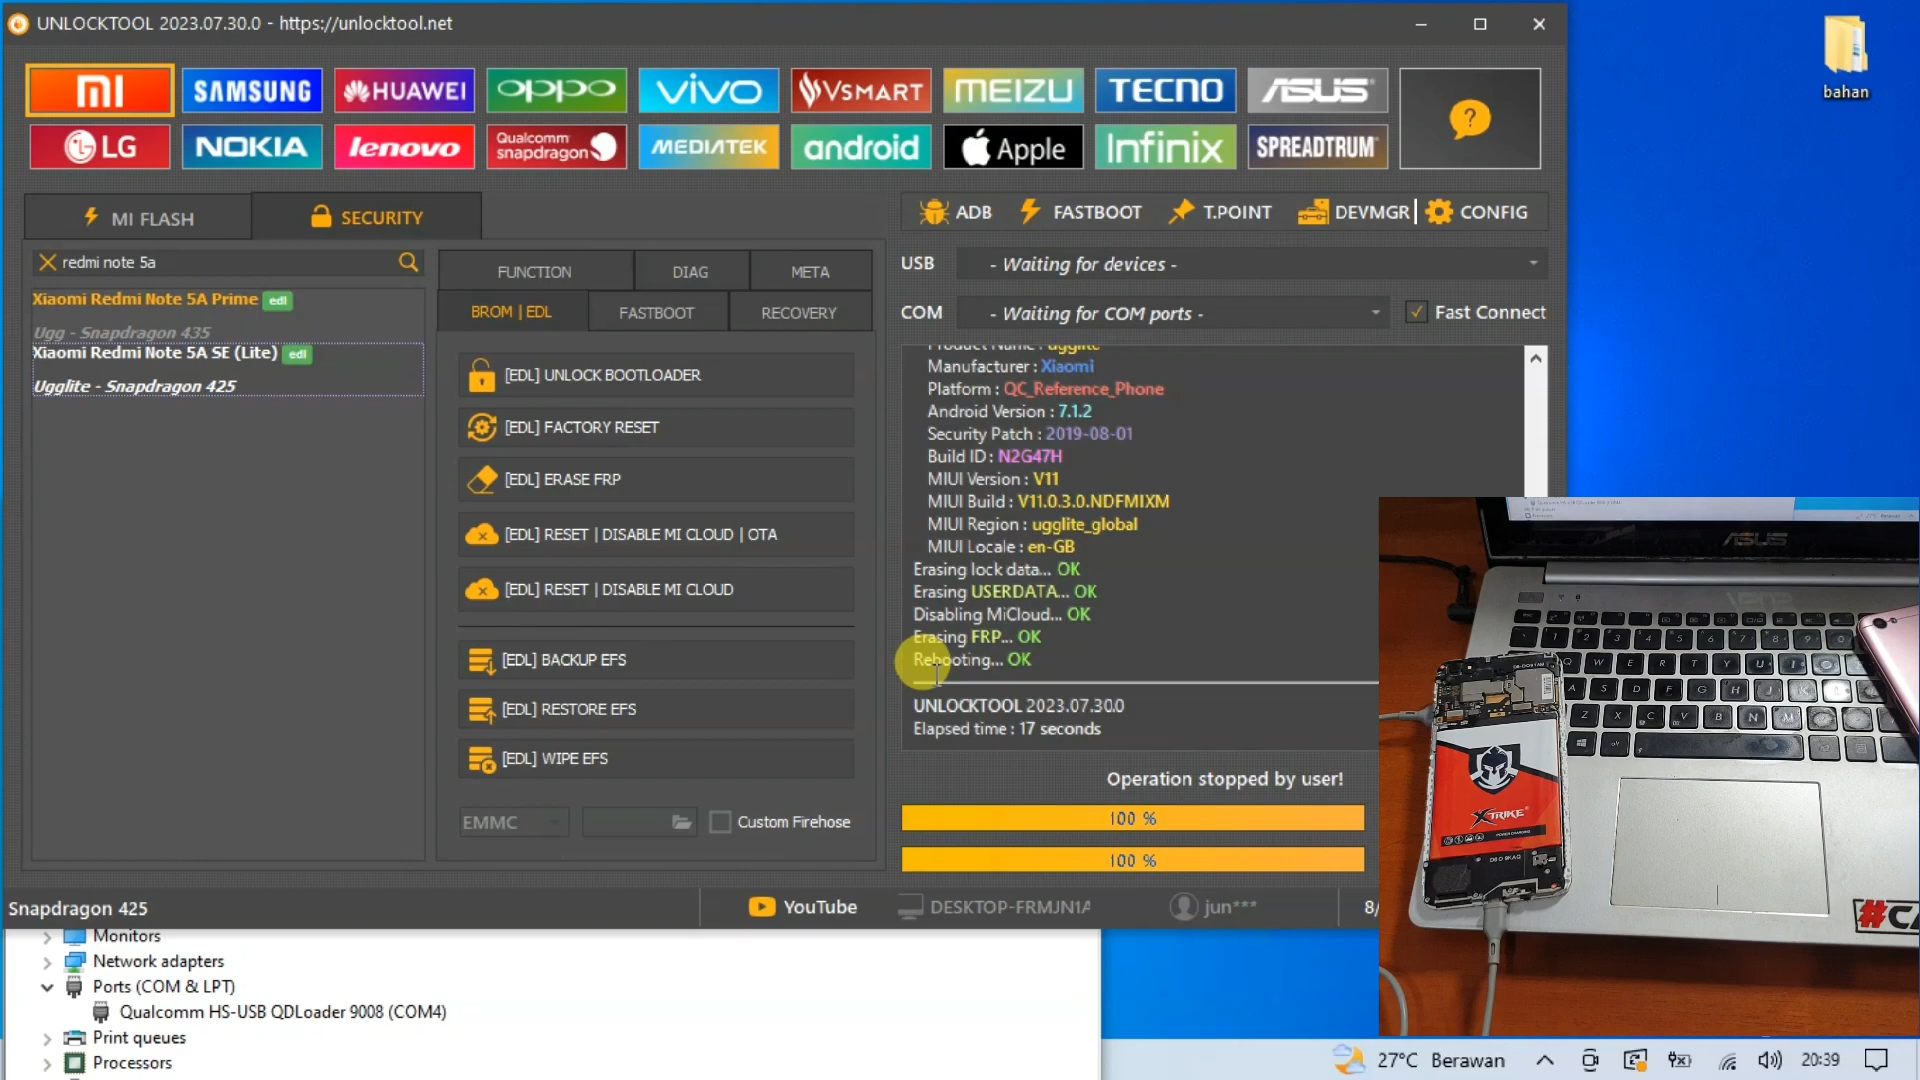 UNLOCKTOOL 2023.07.30.0 - https://unlocktool.net
bahan
MI
SAMSUNG
HUAWEI
oppo
vivo
VSMART
MEIZU
TECNO
ASUS
?
LG
NOKIA
lenovo
Qualcomm
snapdragon
MEDIATEK
android
Apple
Infinix
SPREADTRUM
MI FLASH
SECURITY
ADB
FASTBOOT
T.POINT
DEVMGR
CONFIG
redmi note 5a
Xiaomi Redmi Note 5A Prime edl
Ugg - Snapdragon 435
Xiaomi Redmi Note 5A SE (Lite) edl
Ugglite - Snapdragon 425
FUNCTION
DIAG
META
BROM | EDL
FASTBOOT
RECOVERY
[EDL] UNLOCK BOOTLOADER
[EDL] FACTORY RESET
[EDL] ERASE FRP
[EDL] RESET | DISABLE MI CLOUD | OTA
[EDL] RESET | DISABLE MI CLOUD
[EDL] BACKUP EFS
[EDL] RESTORE EFS
[EDL] WIPE EFS
EMMC
Custom Firehose
USB - Waiting for devices -
COM - Waiting for COM ports -
Fast Connect
Product Name : ugglite
Manufacturer : Xiaomi
Platform : QC_Reference_Phone
Android Version : 7.1.2
Security Patch : 2019-08-01
Build ID : N2G47H
MIUI Version : V11
MIUI Build : V11.0.3.0.NDFMIXM
MIUI Region : ugglite_global
MIUI Locale : en-GB
Erasing lock data... OK
Erasing USERDATA... OK
Disabling MiCloud... OK
Erasing FRP... OK
Rebooting... OK
UNLOCKTOOL 2023.07.30.0
Elapsed time : 17 seconds
Operation stopped by user!
100 %
100 %
Snapdragon 425
YouTube
DESKTOP-FRMJN1A
jun***
8/
Monitors
Network adapters
Ports (COM & LPT)
Qualcomm HS-USB QDLoader 9008 (COM4)
Print queues
Processors
ASUS
XTRIKE
#CA
27°C Berawan
20:39